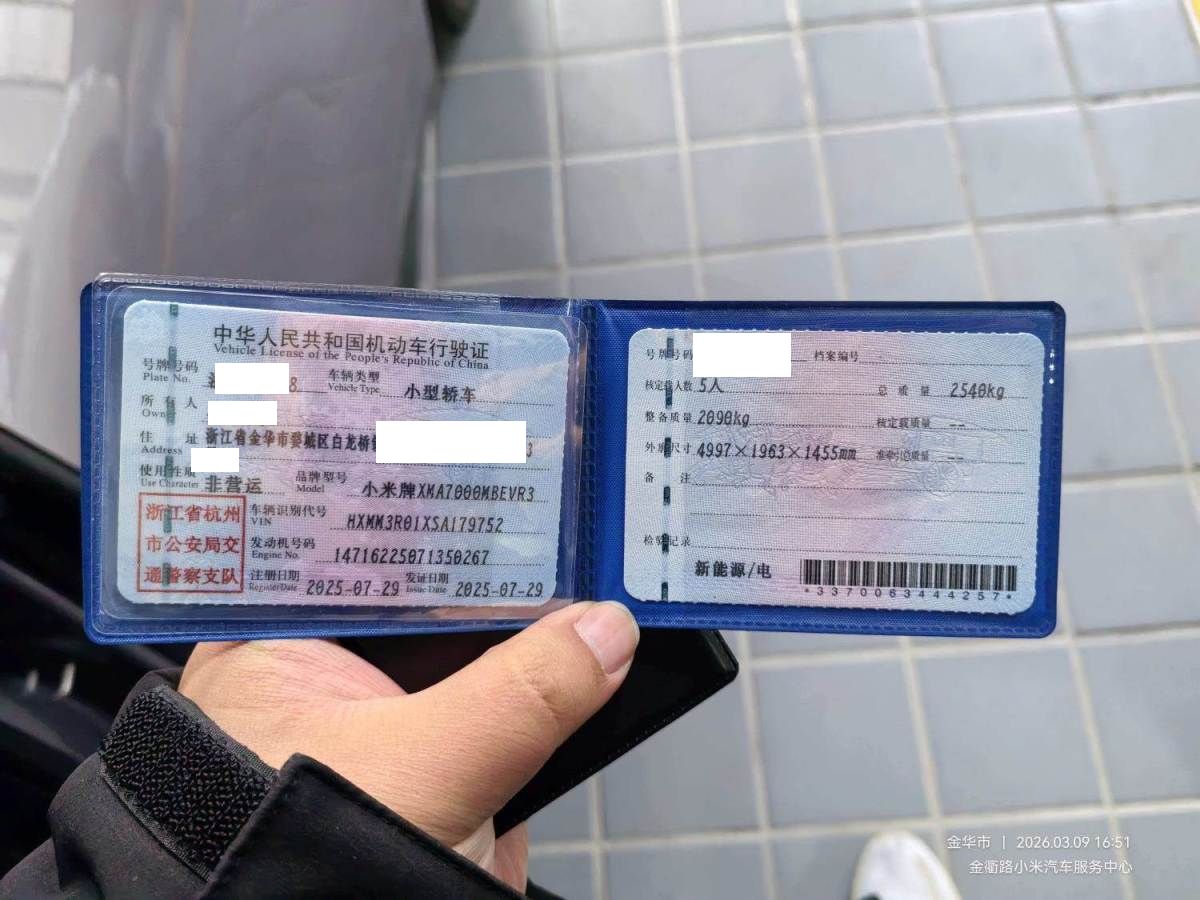 中华人民共和国机动车行驶证
Vehicle License of the People's Republic of China
号牌号码 8 车辆类型 小型轿车
Plate No. Vehicle Type
所有人
Owner
住址 浙江省金华市婺城区白龙桥镇 3
Address
使用性质 非营运 品牌型号 小米牌XMA7000MBEVR3
Use Character Model
浙江省杭州市公安局交通警察支队
车辆识别代号 HXMM3R01XSA179752
VIN
发动机号码 14716225071350267
Engine No.
注册日期 2025-07-29 发证日期 2025-07-29
Register Date Issue Date
号牌号码 档案编号
核定载人数 5人 总质量 2540kg
整备质量 2090kg 核定载质量 --
外廓尺寸 4997×1963×1455mm 准牵引总质量 --
备注
检验记录
新能源/电
*3370063444257*
金华市 | 2026.03.09 16:51
金衢路小米汽车服务中心